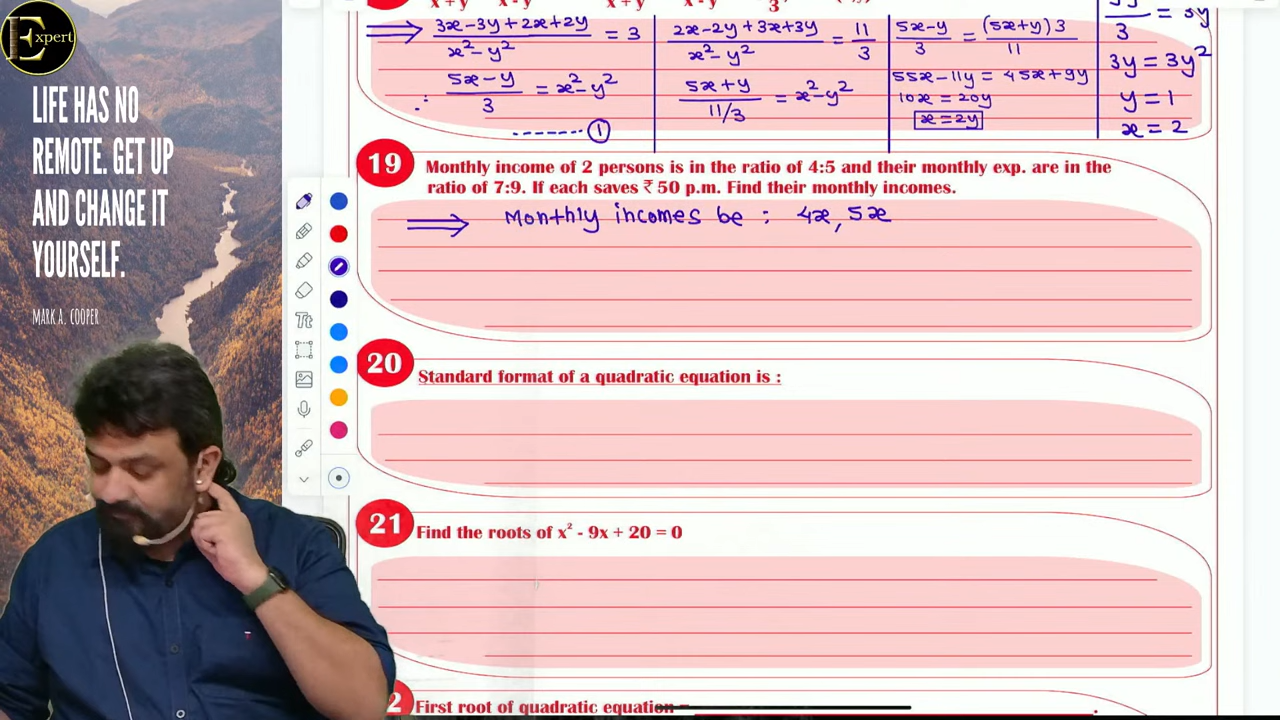 Expert
LIFE HAS NO
REMOTE. GET UP
AND CHANGE IT
YOURSELF.
MARK A. COOPER
⟹ (3x-3y+2x+2y)/(x²-y²) = 3
∴ (5x-y)/3 = x²-y²
------- ①
(2x-2y+3x+3y)/(x²-y²) = 11/3
(5x+y)/(11/3) = x²-y²
(5x-y)/3 = (5x+y)3/11
55x-11y = 45x+9y
10x = 20y
x=2y
3y = 3y²
y=1
x=2
19 Monthly income of 2 persons is in the ratio of 4:5 and their monthly exp. are in the
ratio of 7:9. If each saves ₹ 50 p.m. Find their monthly incomes.
⟹ Monthly incomes be : 4x, 5x
20 Standard format of a quadratic equation is :
21 Find the roots of x² - 9x + 20 = 0
2 First root of quadratic equation =
Tt